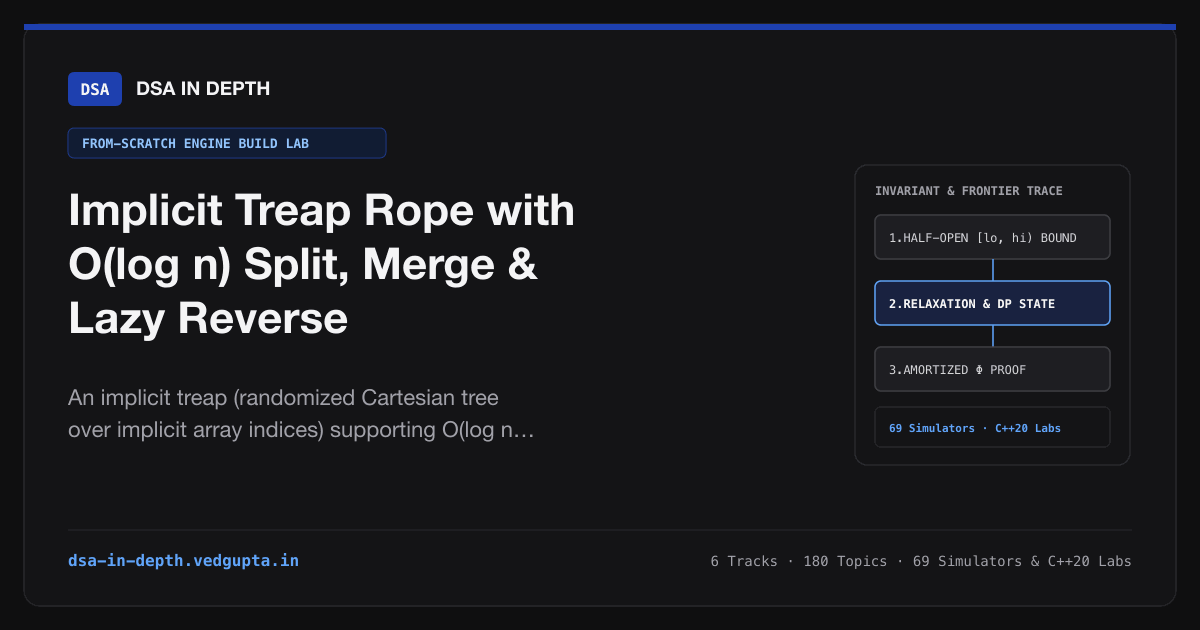 DSA
DSA IN DEPTH
FROM–SCRATCH ENGINE BUILD LAB
Implicit Treap Rope with
O(log n) Split, Merge &
Lazy Reverse
An implicit treap (randomized Cartesian tree
over implicit array indices) supporting O(log n…
INVARIANT & FRONTIER TRACE
1.HALF–OPEN [lo, hi) BOUND
2.RELAXATION & DP STATE
3.AMORTIZED Φ PROOF
69 Simulators · C++20 Labs
dsa–in–depth.vedgupta.in
6 Tracks · 180 Topics · 69 Simulators & C++20 Labs